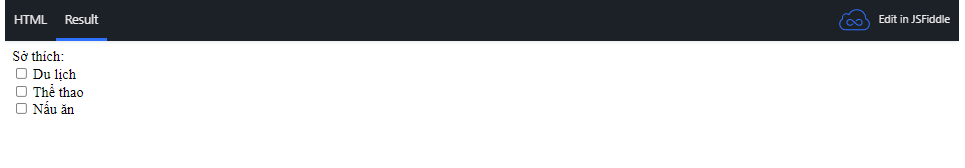 HTML Result Edit in JSFiddle
Sở thích:
Du lịch
Thể thao
Nấu ăn